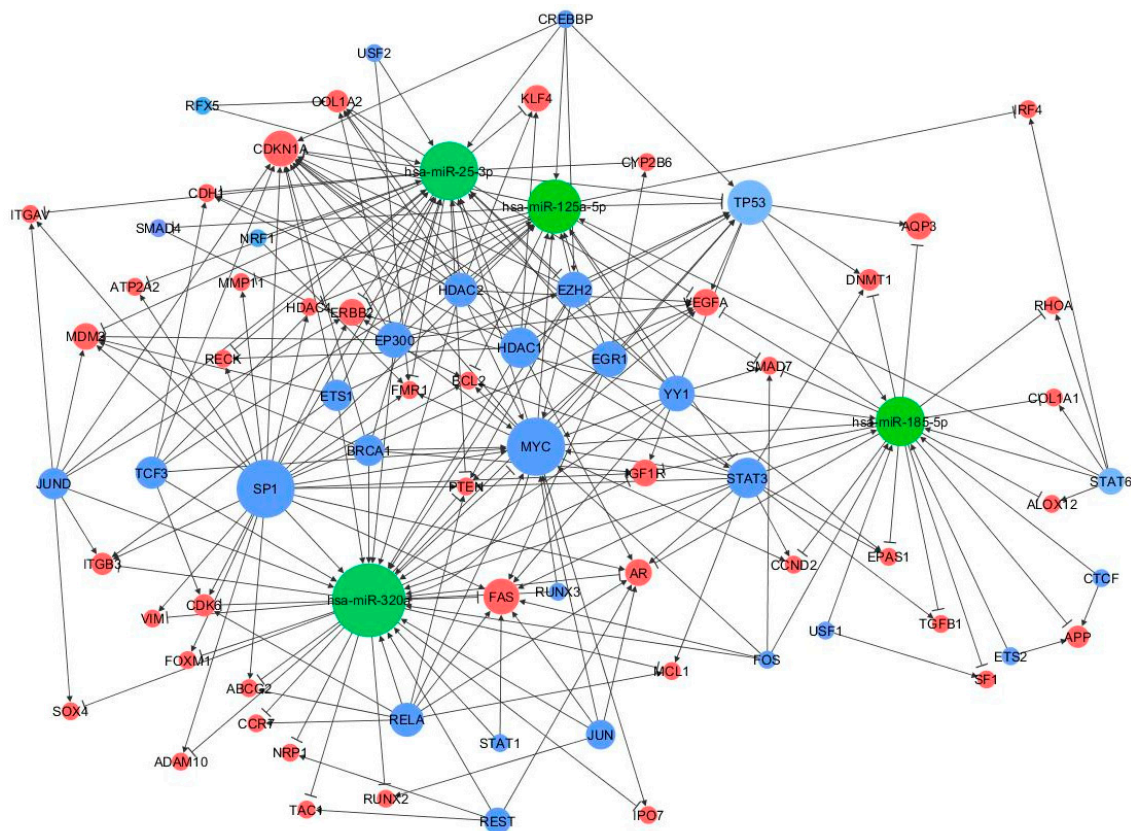 CREBBP
USF2
KLF4
RFX5
COL1A2
IRF4
CDKN1A
CYP2B6
hsa-miR-25-3p
CDH1
hsa-miR-125a-5p
TP53
ITGAV
SMAD4
NRF1
AQP3
MMP11
ATP2A2
HDAC2
EZH2
DNMT1
HDAC4
ERBB2
VEGFA
RHOA
MDM2
EP300
HDAC1
EGR1
RECK
SMAD7
FMR1
BCL2
ETS1
YY1
COL1A1
hsa-miR-185-5p
BRCA1
MYC
TCF3
IGF1R
STAT3
JUND
SP1
PTEN
STAT6
ALOX12
ITGB3
EPAS1
CCND2
AR
CTCF
hsa-miR-320a
FAS
RUNX3
CDK6
VIM
TGFB1
USF1
APP
FOXM1
FOS
ETS2
MCL1
SF1
ABCG2
SOX4
CCR7
RELA
STAT1
JUN
NRP1
ADAM10
RUNX2
TAC1
REST
IPO7